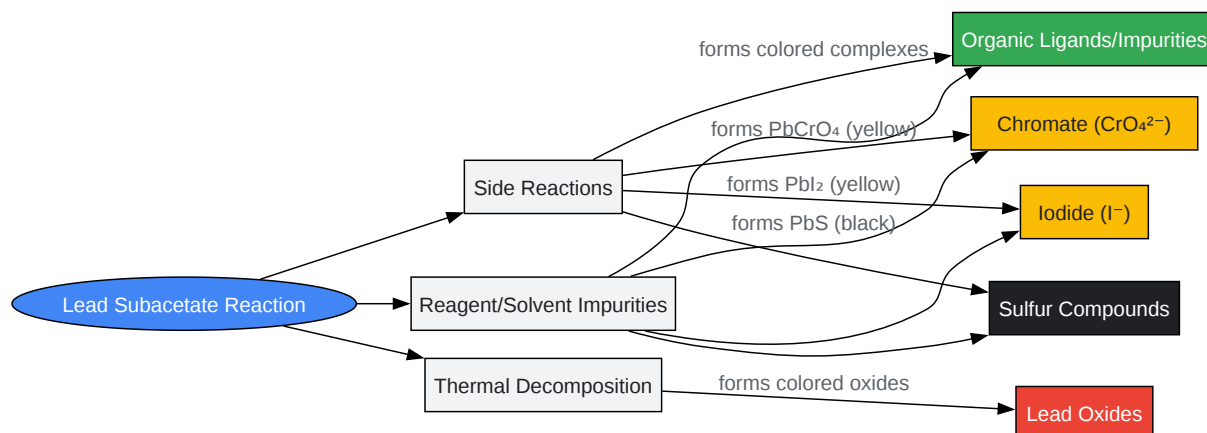 Organic Ligands/Impurities
forms colored complexes
Chromate (CrO₄²⁻)
forms PbCrO₄ (yellow)
Side Reactions
forms PbI₂ (yellow)
Iodide (I⁻)
forms PbS (black)
Lead Subacetate Reaction
Reagent/Solvent Impurities
Sulfur Compounds
Thermal Decomposition
forms colored oxides
Lead Oxides